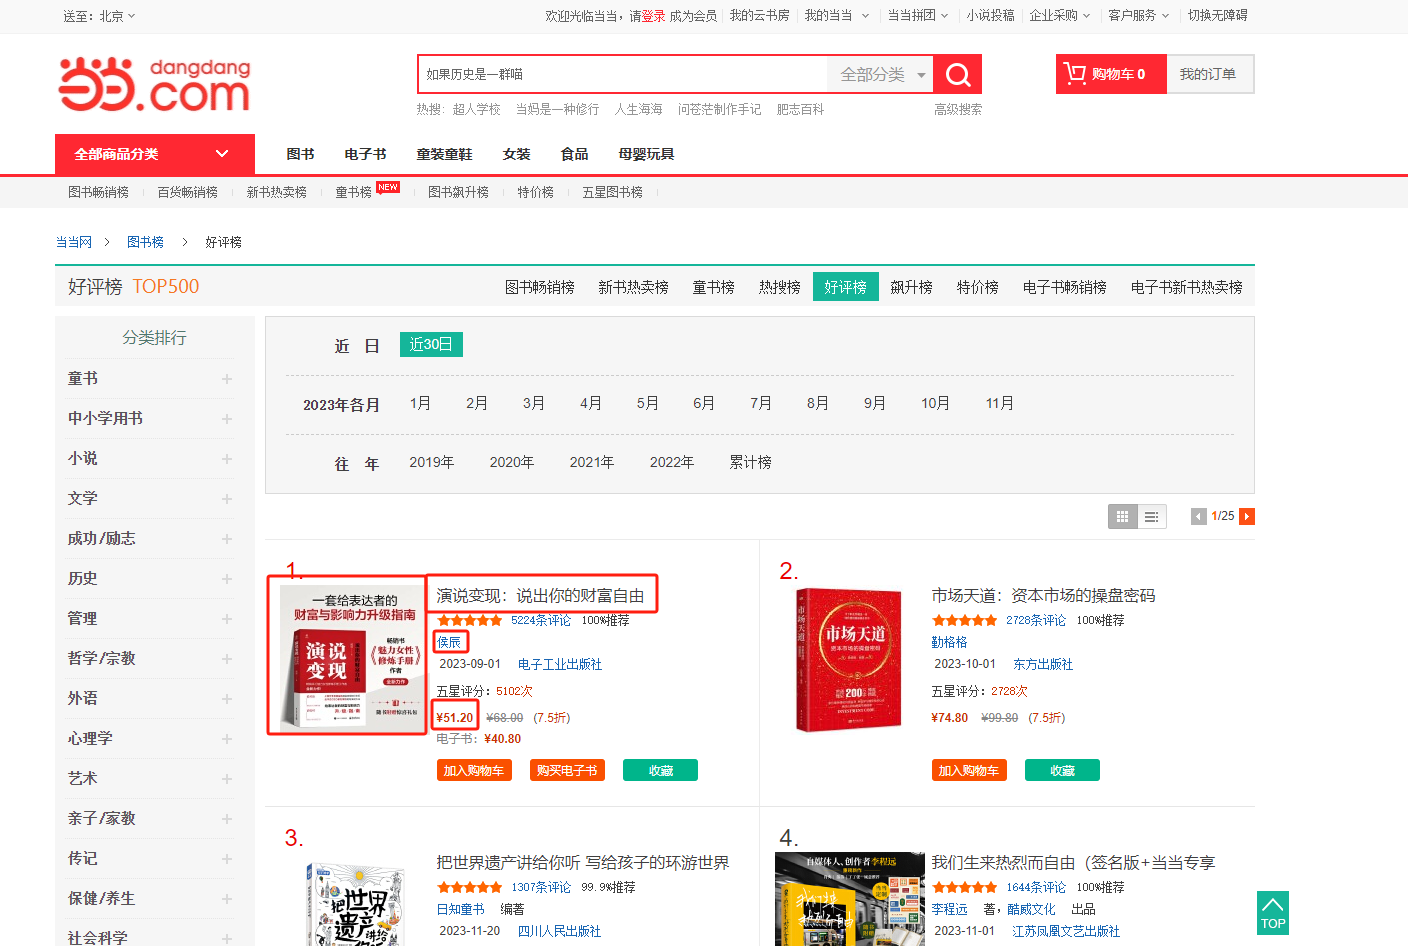 送至：北京
欢迎光临当当，请登录 成为会员 我的云书房 我的当当 当当拼团 小说投稿 企业采购 客户服务 切换无障碍
dangdang
.com
如果历史是一群喵 全部分类
购物车 0 我的订单
热搜： 超人学校 当妈是一种修行 人生海海 问苍茫制作手记 肥志百科 高级搜索
全部商品分类 图书 电子书 童装童鞋 女装 食品 母婴玩具
图书畅销榜 百货畅销榜 新书热卖榜 童书榜 NEW 图书飙升榜 特价榜 五星图书榜
当当网 > 图书榜 > 好评榜
好评榜 TOP500 图书畅销榜 新书热卖榜 童书榜 热搜榜 好评榜 飙升榜 特价榜 电子书畅销榜 电子书新书热卖榜
分类排行
童书
中小学用书
小说
文学
成功/励志
历史
管理
哲学/宗教
外语
心理学
艺术
亲子/家教
传记
保健/养生
社会科学
近 日 近30日
2023年各月 1月 2月 3月 4月 5月 6月 7月 8月 9月 10月 11月
往 年 2019年 2020年 2021年 2022年 累计榜
1/25
1.
一套给表达者的
财富与影响力升级指南
演说
变现
畅销书
《魅力女性
修炼手册》
作者
演说变现：说出你的财富自由
5224条评论 100%推荐
侯辰
2023-09-01 电子工业出版社
五星评分：5102次
¥51.20 ¥68.00 (7.5折)
电子书：¥40.80
加入购物车 购买电子书 收藏
2.
市场天道
资本市场的操盘密码
200
市场天道
市场天道：资本市场的操盘密码
2728条评论 100%推荐
勤格格
2023-10-01 东方出版社
五星评分：2728次
¥74.80 ¥99.80 (7.5折)
加入购物车 收藏
3.
把世界
遗产
讲给
把世界遗产讲给你听 写给孩子的环游世界
1307条评论 99.9%推荐
日知童书 编著
2023-11-20 四川人民出版社
4.
自媒体人、创作者 李程远
我们生来热烈而自由（签名版+当当专享
1644条评论 100%推荐
李程远 著，酷威文化 出品
2023-11-01 江苏凤凰文艺出版社
TOP